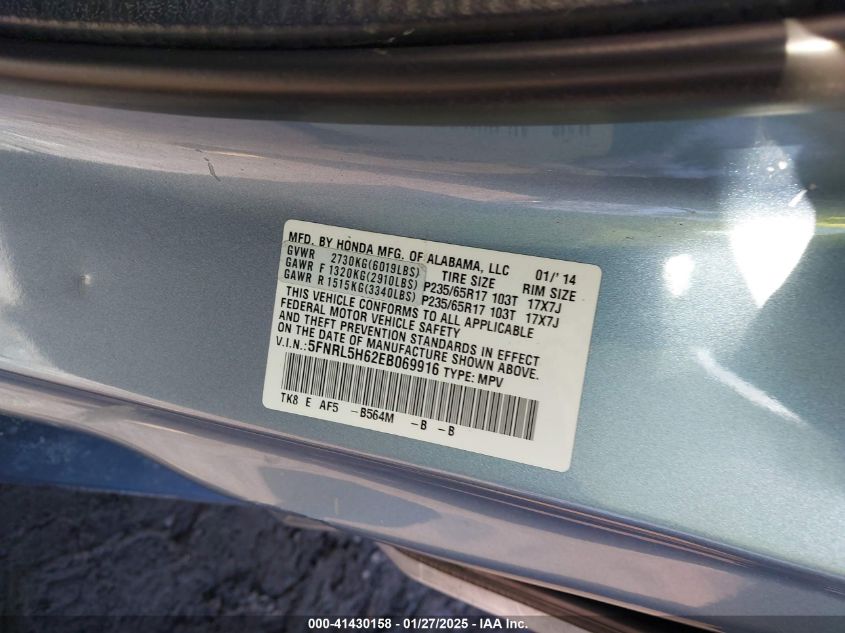 MFD. BY HONDA MFG. OF ALABAMA, LLC 01/'14
GVWR 2730KG(6019LBS) TIRE SIZE RIM SIZE
GAWR F 1320KG(2910LBS) P235/65R17 103T 17X7J
GAWR R 1515KG(3340LBS) P235/65R17 103T 17X7J
THIS VEHICLE CONFORMS TO ALL APPLICABLE
FEDERAL MOTOR VEHICLE SAFETY
AND THEFT PREVENTION STANDARDS IN EFFECT
ON THE DATE OF MANUFACTURE SHOWN ABOVE.
V.I.N.:5FNRL5H62EB069916 TYPE: MPV
TK8 E AF5 -B564M -B -B
000-41430158 - 01/27/2025 - IAA Inc.